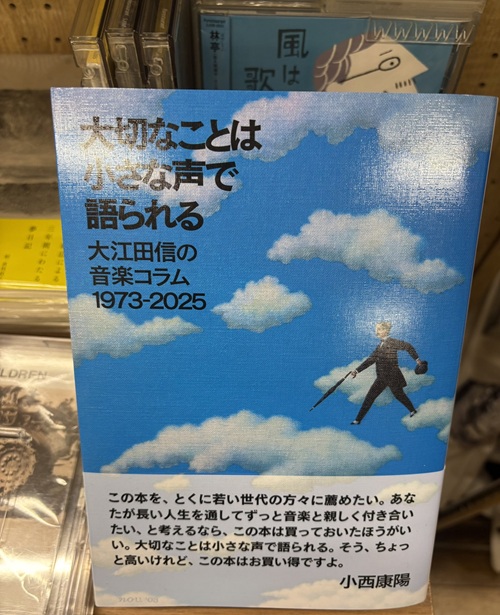 林亭
風は
歌
大切なことは
小さな声で
語られる
大江田信の
音楽コラム
1973-2025
LDREN
この本を、とくに若い世代の方々に薦めたい。あな
たが長い人生を通してずっと音楽と親しく付き合い
たい、と考えるなら、この本は買っておいたほうがい
い。大切なことは小さな声で語られる。そう、ちょっ
と高いけれど、この本はお買い得ですよ。
小西康陽